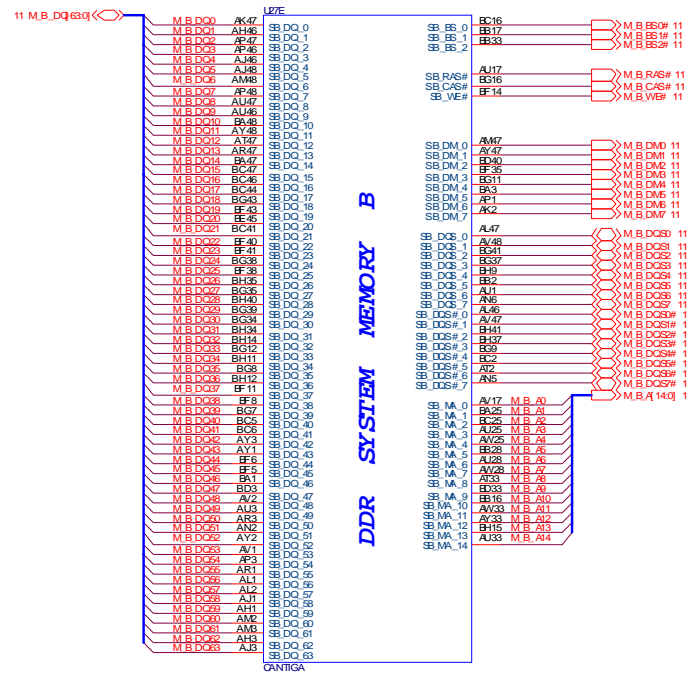 11 M_B_DQ[63:0]
U27E
M_B_DQ0 AK47 SB_DQ_0
M_B_DQ1 AH46 SB_DQ_1
M_B_DQ2 AP47 SB_DQ_2
M_B_DQ3 AP46 SB_DQ_3
M_B_DQ4 AJ46 SB_DQ_4
M_B_DQ5 AJ48 SB_DQ_5
M_B_DQ6 AM48 SB_DQ_6
M_B_DQ7 AP48 SB_DQ_7
M_B_DQ8 AU47 SB_DQ_8
M_B_DQ9 AU46 SB_DQ_9
M_B_DQ10 BA48 SB_DQ_10
M_B_DQ11 AY48 SB_DQ_11
M_B_DQ12 AT47 SB_DQ_12
M_B_DQ13 AR47 SB_DQ_13
M_B_DQ14 BA47 SB_DQ_14
M_B_DQ15 BC47 SB_DQ_15
M_B_DQ16 BC46 SB_DQ_16
M_B_DQ17 BC44 SB_DQ_17
M_B_DQ18 BG43 SB_DQ_18
M_B_DQ19 BF43 SB_DQ_19
M_B_DQ20 BE45 SB_DQ_20
M_B_DQ21 BC41 SB_DQ_21
M_B_DQ22 BF40 SB_DQ_22
M_B_DQ23 BF41 SB_DQ_23
M_B_DQ24 BG38 SB_DQ_24
M_B_DQ25 BF38 SB_DQ_25
M_B_DQ26 BH35 SB_DQ_26
M_B_DQ27 BG35 SB_DQ_27
M_B_DQ28 BH40 SB_DQ_28
M_B_DQ29 BG39 SB_DQ_29
M_B_DQ30 BG34 SB_DQ_30
M_B_DQ31 BH34 SB_DQ_31
M_B_DQ32 BH14 SB_DQ_32
M_B_DQ33 BG12 SB_DQ_33
M_B_DQ34 BH11 SB_DQ_34
M_B_DQ35 BG8 SB_DQ_35
M_B_DQ36 BH12 SB_DQ_36
M_B_DQ37 BF11 SB_DQ_37
M_B_DQ38 BF8 SB_DQ_38
M_B_DQ39 BG7 SB_DQ_39
M_B_DQ40 BC5 SB_DQ_40
M_B_DQ41 BC6 SB_DQ_41
M_B_DQ42 AY3 SB_DQ_42
M_B_DQ43 AY1 SB_DQ_43
M_B_DQ44 BF6 SB_DQ_44
M_B_DQ45 BF5 SB_DQ_45
M_B_DQ46 BA1 SB_DQ_46
M_B_DQ47 BD3 SB_DQ_47
M_B_DQ48 AV2 SB_DQ_48
M_B_DQ49 AU3 SB_DQ_49
M_B_DQ50 AR3 SB_DQ_50
M_B_DQ51 AN2 SB_DQ_51
M_B_DQ52 AY2 SB_DQ_52
M_B_DQ53 AV1 SB_DQ_53
M_B_DQ54 AP3 SB_DQ_54
M_B_DQ55 AR1 SB_DQ_55
M_B_DQ56 AL1 SB_DQ_56
M_B_DQ57 AL2 SB_DQ_57
M_B_DQ58 AJ1 SB_DQ_58
M_B_DQ59 AH1 SB_DQ_59
M_B_DQ60 AM2 SB_DQ_60
M_B_DQ61 AM3 SB_DQ_61
M_B_DQ62 AH3 SB_DQ_62
M_B_DQ63 AJ3 SB_DQ_63
CANTIGA
DDR SYSTEM MEMORY B
SB_BS_0 BC16 M_B_BS0# 11
SB_BS_1 BB17 M_B_BS1# 11
SB_BS_2 BB33 M_B_BS2# 11
SB_RAS# AU17 M_B_RAS# 11
SB_CAS# BG16 M_B_CAS# 11
SB_WE# BF14 M_B_WE# 11
SB_DM_0 AM47 M_B_DM0 11
SB_DM_1 AY47 M_B_DM1 11
SB_DM_2 BD40 M_B_DM2 11
SB_DM_3 BF35 M_B_DM3 11
SB_DM_4 BG11 M_B_DM4 11
SB_DM_5 BA3 M_B_DM5 11
SB_DM_6 AP1 M_B_DM6 11
SB_DM_7 AK2 M_B_DM7 11
SB_DQS_0 AL47 M_B_DQS0 11
SB_DQS_1 AV48 M_B_DQS1 11
SB_DQS_2 BG41 M_B_DQS2 11
SB_DQS_3 BG37 M_B_DQS3 11
SB_DQS_4 BH9 M_B_DQS4 11
SB_DQS_5 BB2 M_B_DQS5 11
SB_DQS_6 AU1 M_B_DQS6 11
SB_DQS_7 AN6 M_B_DQS7 11
SB_DQS#_0 AL46 M_B_DQS0# 11
SB_DQS#_1 AV47 M_B_DQS1# 11
SB_DQS#_2 BH41 M_B_DQS2# 11
SB_DQS#_3 BH37 M_B_DQS3# 11
SB_DQS#_4 BG9 M_B_DQS4# 11
SB_DQS#_5 BC2 M_B_DQS5# 11
SB_DQS#_6 AT2 M_B_DQS6# 11
SB_DQS#_7 AN5 M_B_DQS7# 11
M_B_A[14:0] 1
SB_MA_0 AV17 M_B_A0
SB_MA_1 BA25 M_B_A1
SB_MA_2 BC25 M_B_A2
SB_MA_3 AU25 M_B_A3
SB_MA_4 AW25 M_B_A4
SB_MA_5 BB28 M_B_A5
SB_MA_6 AU28 M_B_A6
SB_MA_7 AW28 M_B_A7
SB_MA_8 AT33 M_B_A8
SB_MA_9 BD33 M_B_A9
SB_MA_10 BB16 M_B_A10
SB_MA_11 AW33 M_B_A11
SB_MA_12 AY33 M_B_A12
SB_MA_13 BH15 M_B_A13
SB_MA_14 AU33 M_B_A14